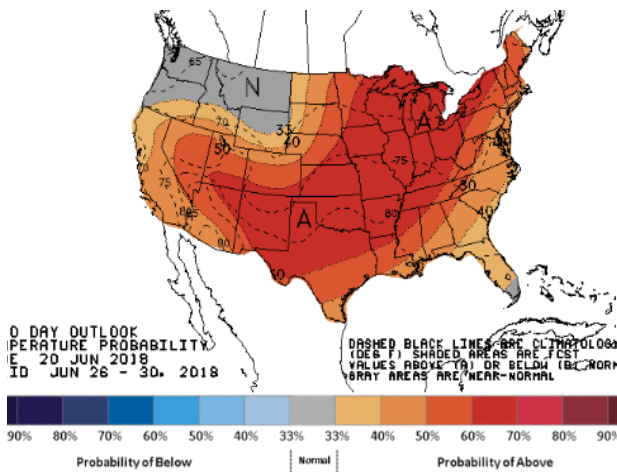 65
N
70
33
40
50
A
75
60
75
80
A
50
85
40
90
60
O DAY OUTLOOK
PERATURE PROBABILITY
E 20 JUN 2018
ID JUN 26 - 30, 2018
DASHED BLACK LINES ARE CLIMATOLOGY
(DEG F) SHADED AREAS ARE FCST
VALUES ABOVE (A) OR BELOW (B) NORM
GRAY AREAS ARE NEAR-NORMAL
90% 80% 70% 60% 50% 40% 33% 33% 40% 50% 60% 70% 80% 90%
Probability of Below Normal Probability of Above